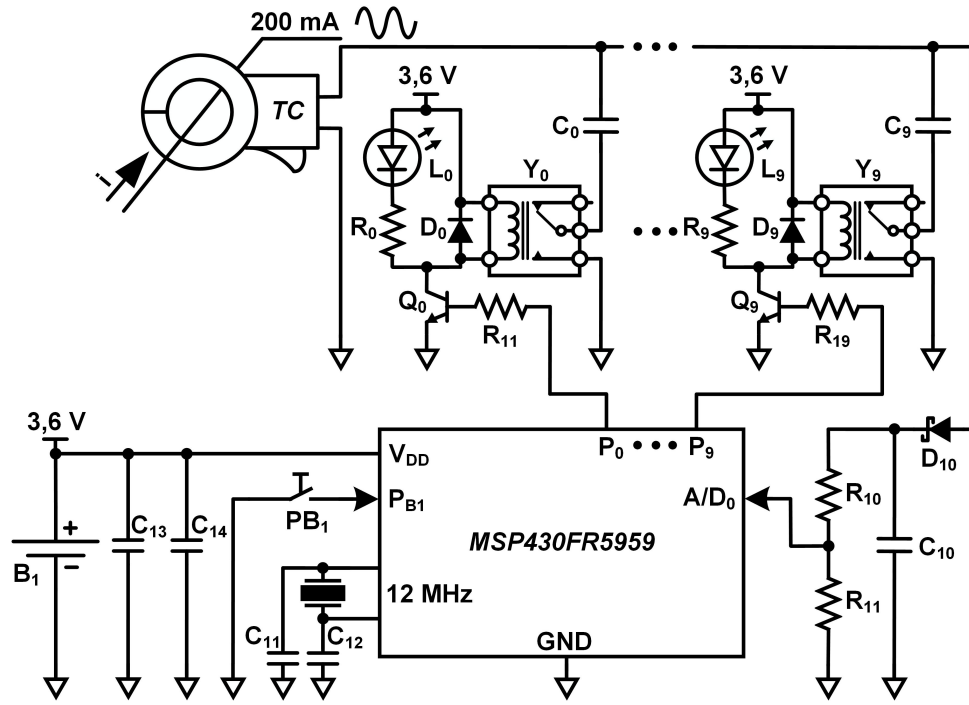 200 mA
TC
i
3,6 V
3,6 V
C₀
C₉
L₀
Y₀
L₉
Y₉
R₀
D₀
R₉
D₉
Q₀
R₁₁
Q₉
R₁₉
3,6 V
P₀
P₉
D₁₀
V_DD
P_B1
A/D₀
R₁₀
C₁₃
C₁₄
PB₁
MSP430FR5959
C₁₀
B₁
+
−
12 MHz
R₁₁
C₁₁
C₁₂
GND